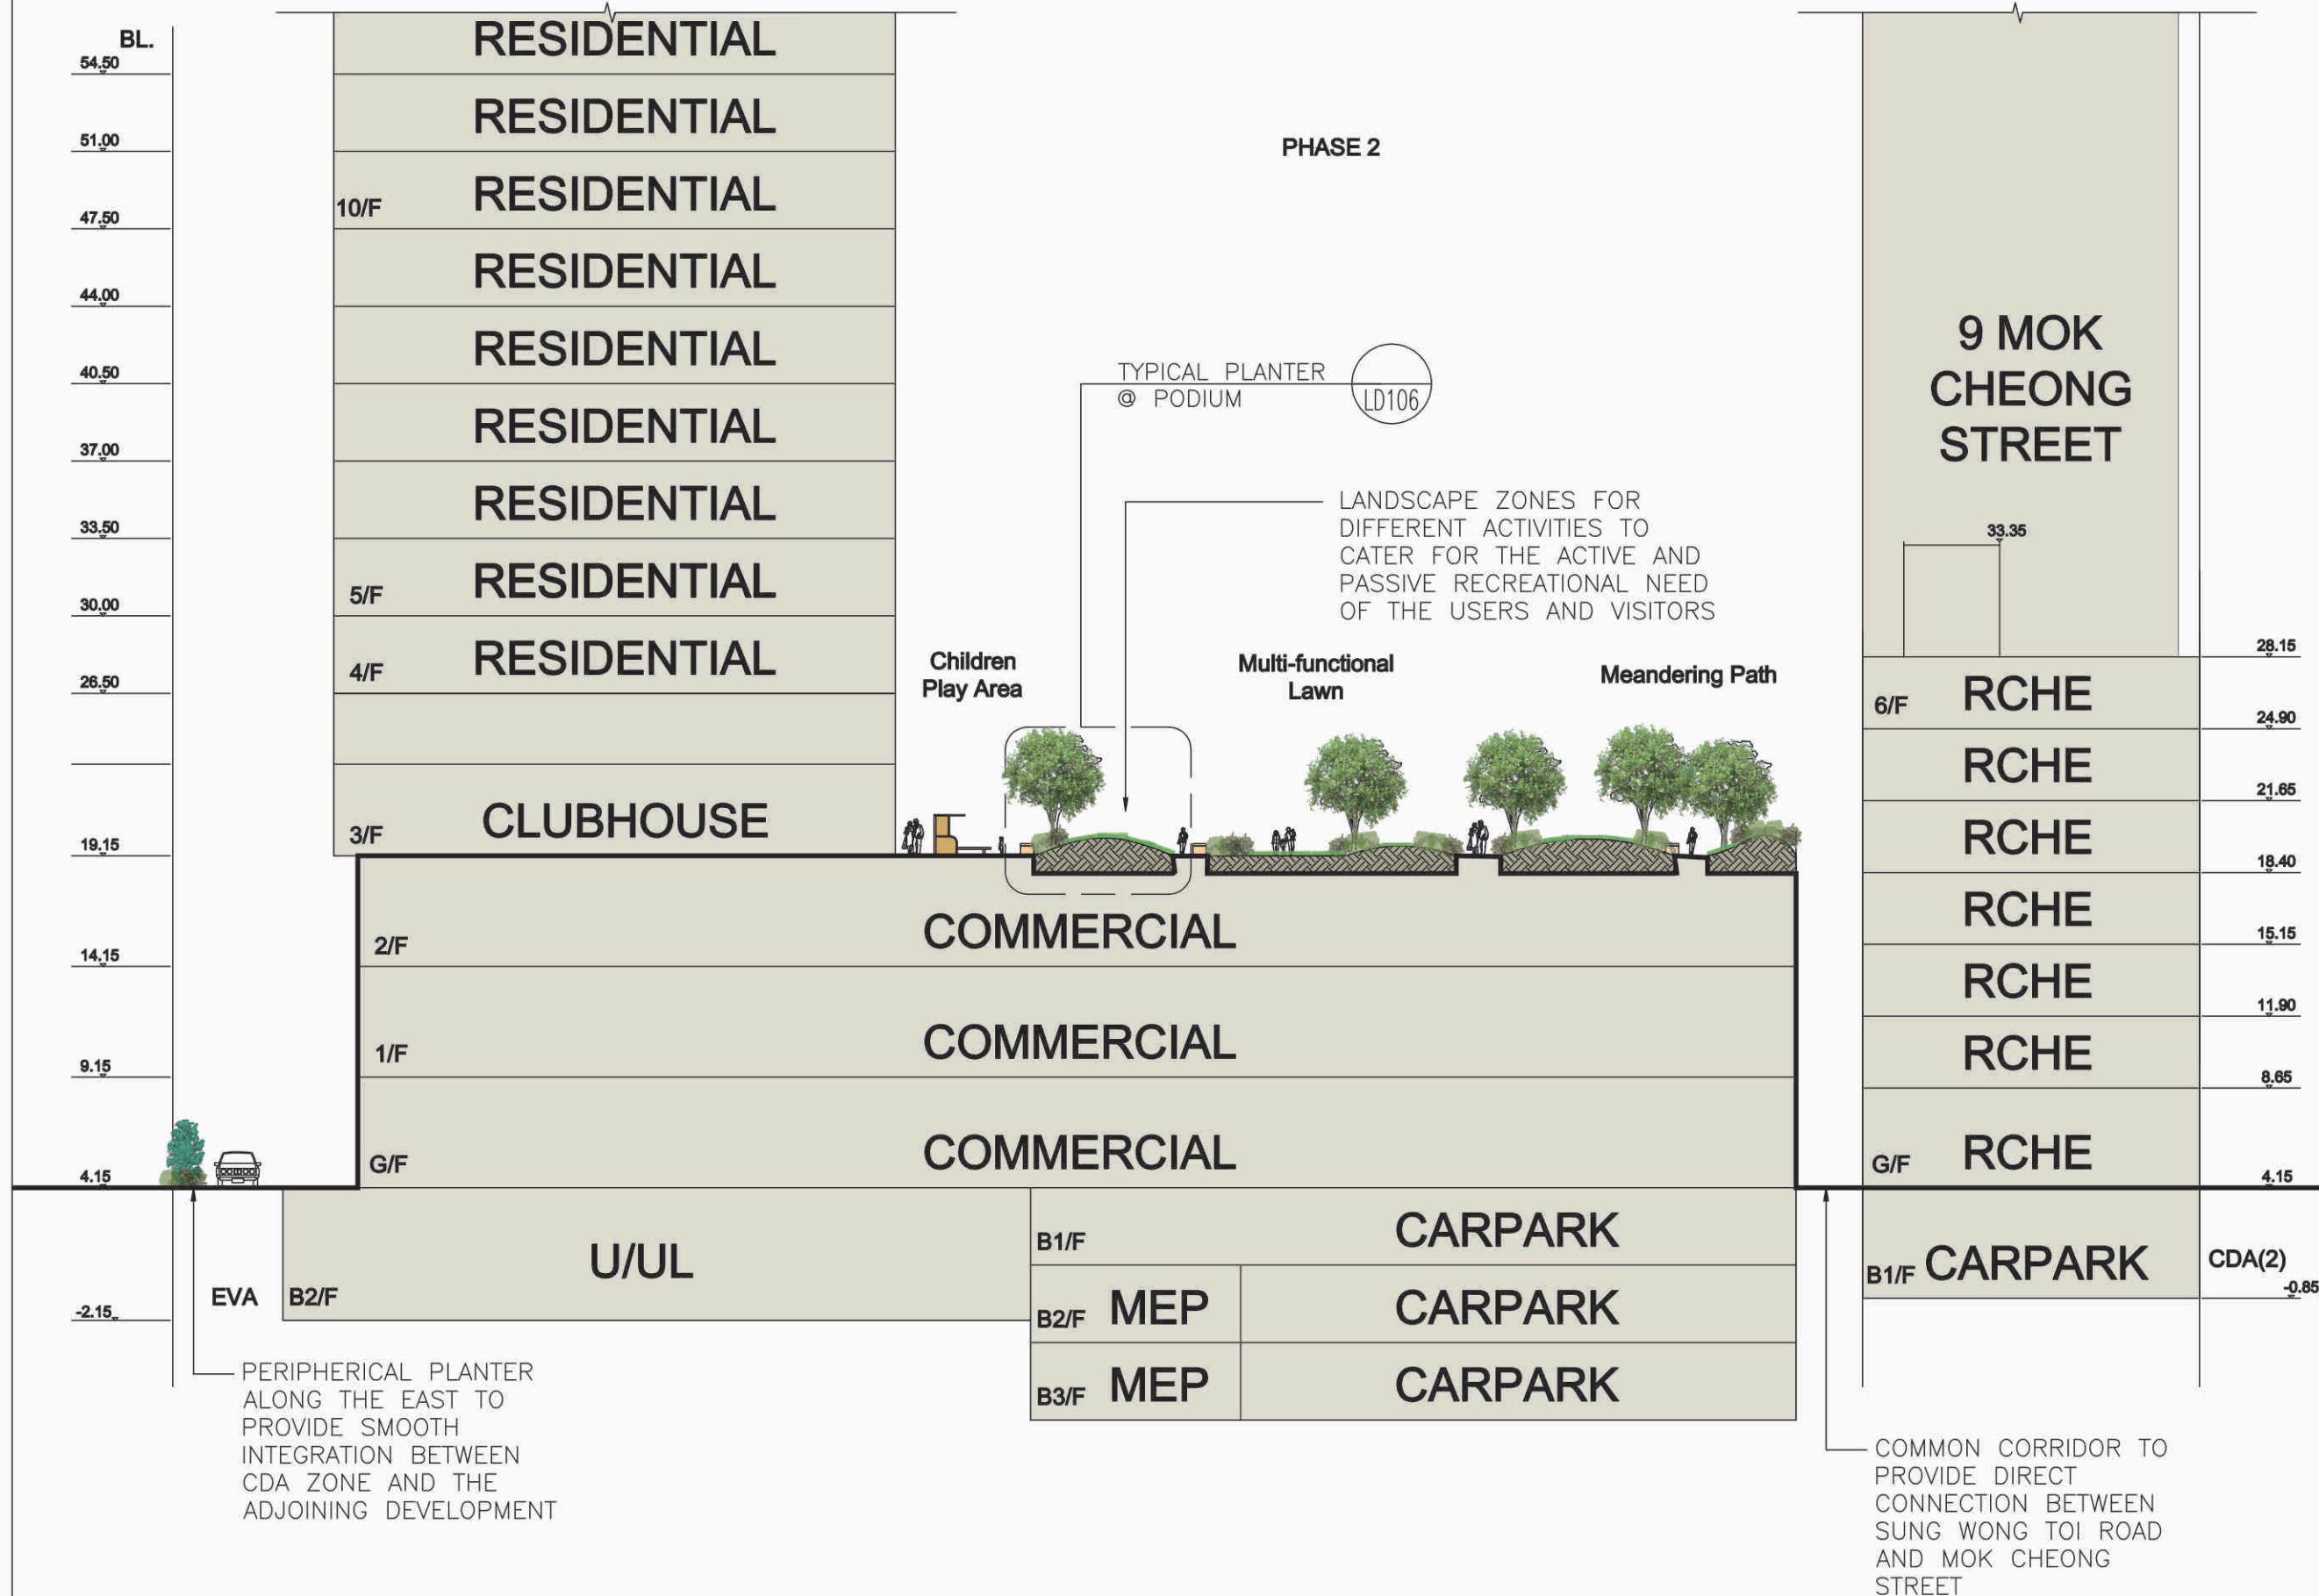 BL.
54.50
51.00
47.50
44.00
40.50
37.00
33.50
30.00
26.50
19.15
14.15
9.15
4.15
-2.15
RESIDENTIAL
RESIDENTIAL
10/F RESIDENTIAL
RESIDENTIAL
RESIDENTIAL
RESIDENTIAL
RESIDENTIAL
5/F RESIDENTIAL
4/F RESIDENTIAL
3/F CLUBHOUSE
2/F COMMERCIAL
1/F COMMERCIAL
G/F COMMERCIAL
EVA
B2/F U/UL
B1/F CARPARK
B2/F MEP CARPARK
B3/F MEP CARPARK
PERIPHERICAL PLANTER
ALONG THE EAST TO
PROVIDE SMOOTH
INTEGRATION BETWEEN
CDA ZONE AND THE
ADJOINING DEVELOPMENT
PHASE 2
TYPICAL PLANTER
@ PODIUM
LD106
LANDSCAPE ZONES FOR
DIFFERENT ACTIVITIES TO
CATER FOR THE ACTIVE AND
PASSIVE RECREATIONAL NEED
OF THE USERS AND VISITORS
Children
Play Area
Multi-functional
Lawn
Meandering Path
9 MOK
CHEONG
STREET
33.35
6/F RCHE
RCHE
RCHE
RCHE
RCHE
RCHE
G/F RCHE
B1/F CARPARK
28.15
24.90
21.65
18.40
15.15
11.90
8.65
4.15
CDA(2)
-0.85
COMMON CORRIDOR TO
PROVIDE DIRECT
CONNECTION BETWEEN
SUNG WONG TOI ROAD
AND MOK CHEONG
STREET